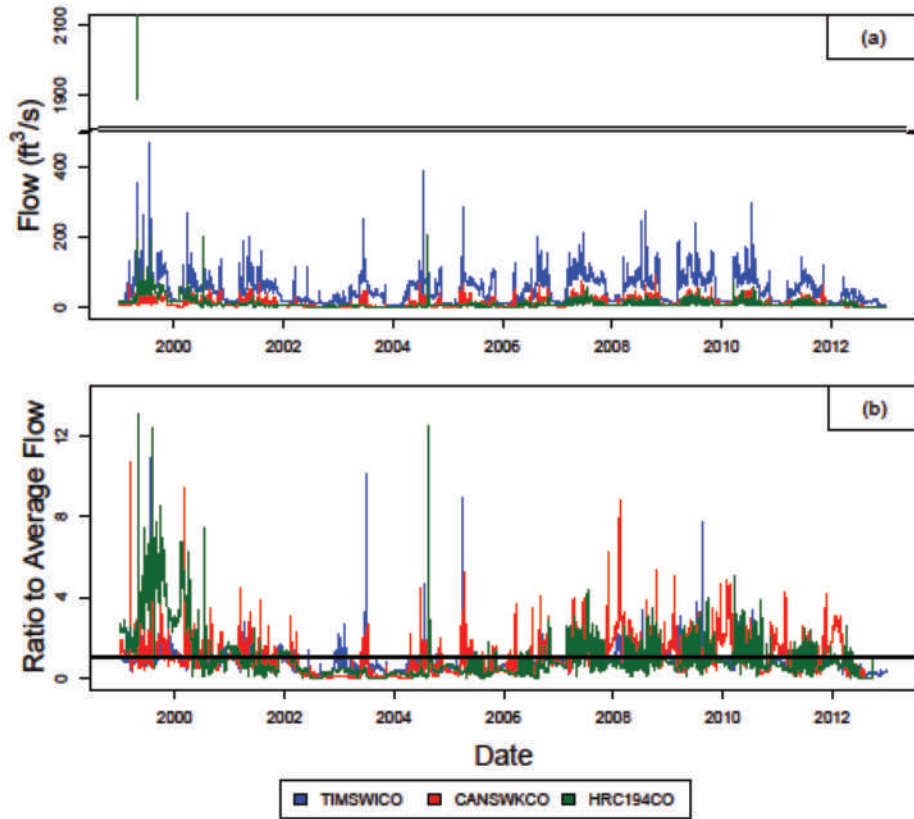 (a)
2100
1900
400
200
0
Flow (ft³/s)
2000 2002 2004 2006 2008 2010 2012
(b)
12
8
4
0
Ratio to Average Flow
2000 2002 2004 2006 2008 2010 2012
Date
TIMSWICO CANSWKCO HRC194CO